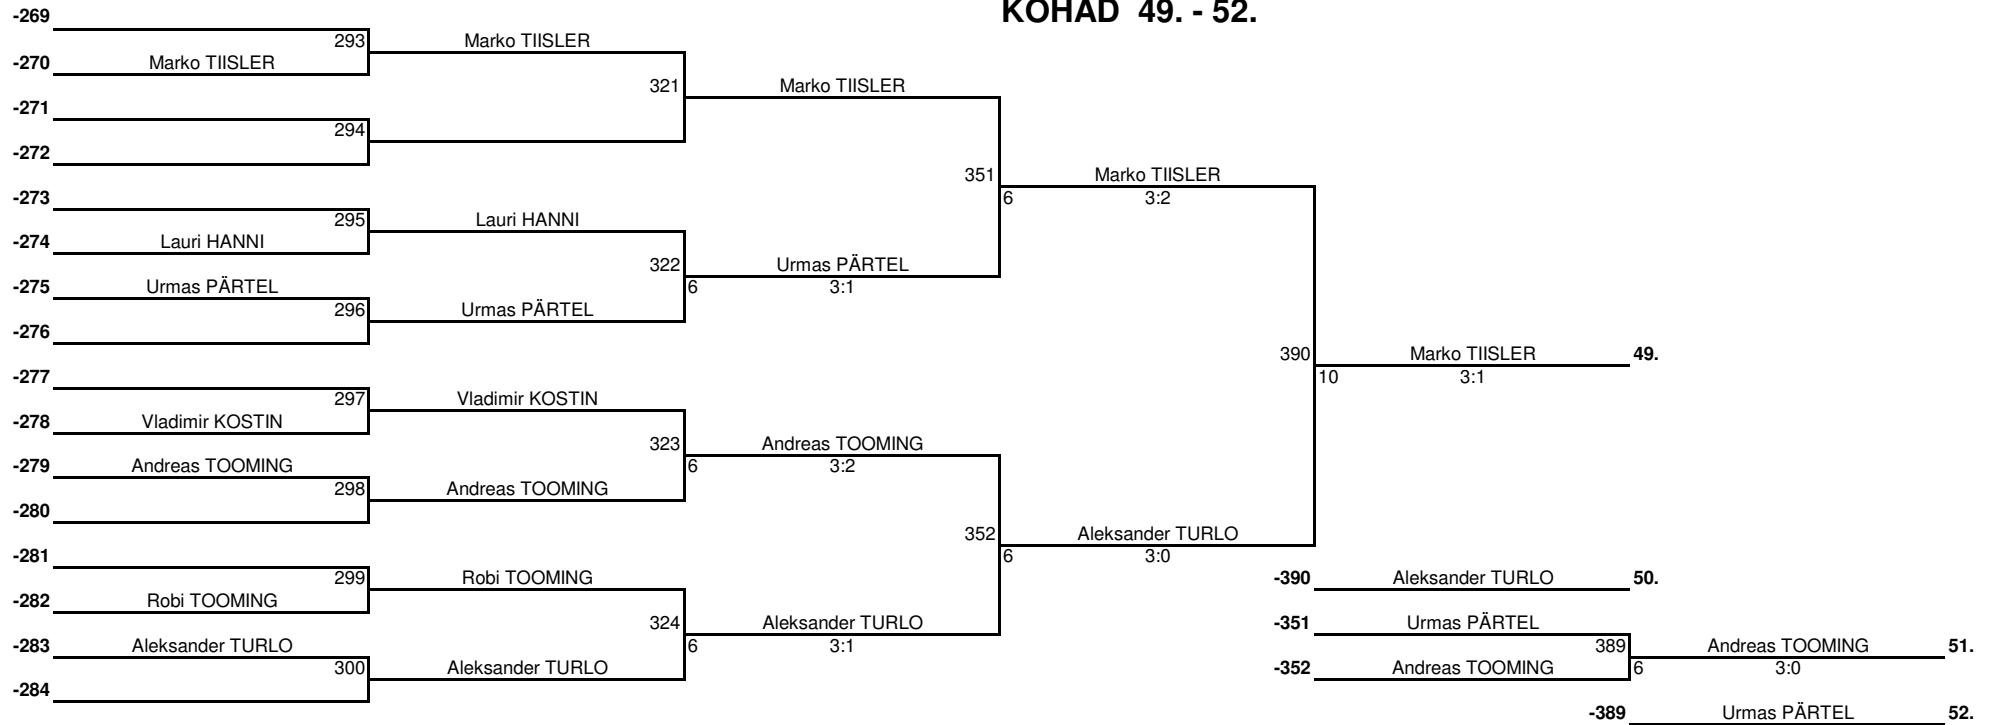 KOHAD 49. - 52.
-269
293 Marko TIISLER
-270 Marko TIISLER
321 Marko TIISLER
-271
294
-272
351 Marko TIISLER
6 3:2
-273
295 Lauri HANNI
-274 Lauri HANNI
322 Urmas PÄRTEL
6 3:1
-275 Urmas PÄRTEL
296 Urmas PÄRTEL
-276
390 Marko TIISLER 49.
10 3:1
-277
297 Vladimir KOSTIN
-278 Vladimir KOSTIN
323 Andreas TOOMING
6 3:2
-279 Andreas TOOMING
298 Andreas TOOMING
-280
352 Aleksander TURLO
6 3:0
-281
299 Robi TOOMING
-282 Robi TOOMING
324 Aleksander TURLO
6 3:1
-283 Aleksander TURLO
300 Aleksander TURLO
-284
-390 Aleksander TURLO 50.
-351 Urmas PÄRTEL
389 Andreas TOOMING 51.
-352 Andreas TOOMING
6 3:0
-389 Urmas PÄRTEL 52.